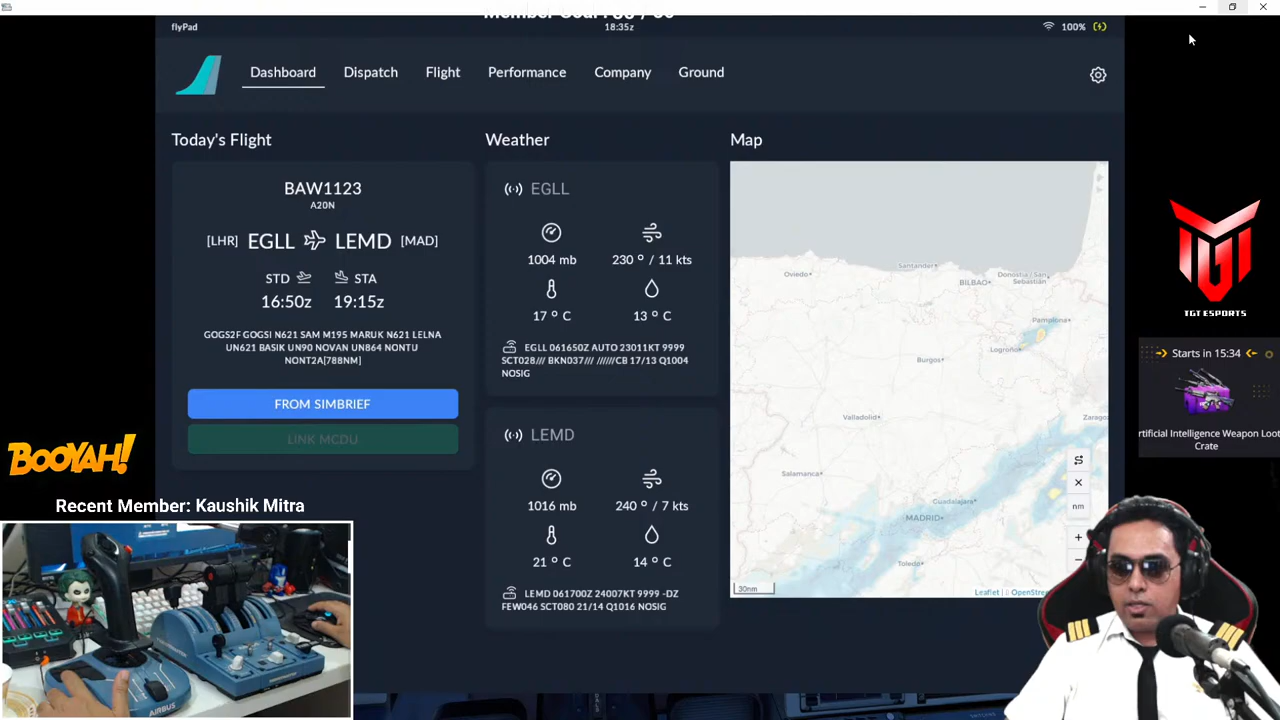 flyPad
18:35z
100%
Dashboard
Dispatch
Flight
Performance
Company
Ground
Today's Flight
BAW1123
A20N
[LHR] EGLL LEMD [MAD]
STD
STA
16:50z
19:15z
GOGS2F GOGSI N621 SAM M195 MARUK N621 LELNA
UN621 BASIK UN90 NOVAN UN864 NONTU
NONT2A[788NM]
FROM SIMBRIEF
LINK MCDU
Weather
EGLL
1004 mb
230 ° / 11 kts
17 ° C
13 ° C
EGLL 061650Z AUTO 23011KT 9999
SCT028/// BKN037/// //////CB 17/13 Q1004
NOSIG
LEMD
1016 mb
240 ° / 7 kts
21 ° C
14 ° C
LEMD 061700Z 24007KT 9999 -DZ
FEW046 SCT080 21/14 Q1016 NOSIG
Map
Oviedo
Santander
BILBAO
Donostia / San
Sebastián
Pamplona
Logroño
Burgos
Valladolid
Zaragoz
Salamanca
Guadalajara
MADRID
Toledo
nm
+
−
30nm
Leaflet
TGT ESPORTS
Starts in 15:34
rtificial Intelligence Weapon Loot
Crate
BOOYAH!
Recent Member: Kaushik Mitra
AIRBUS